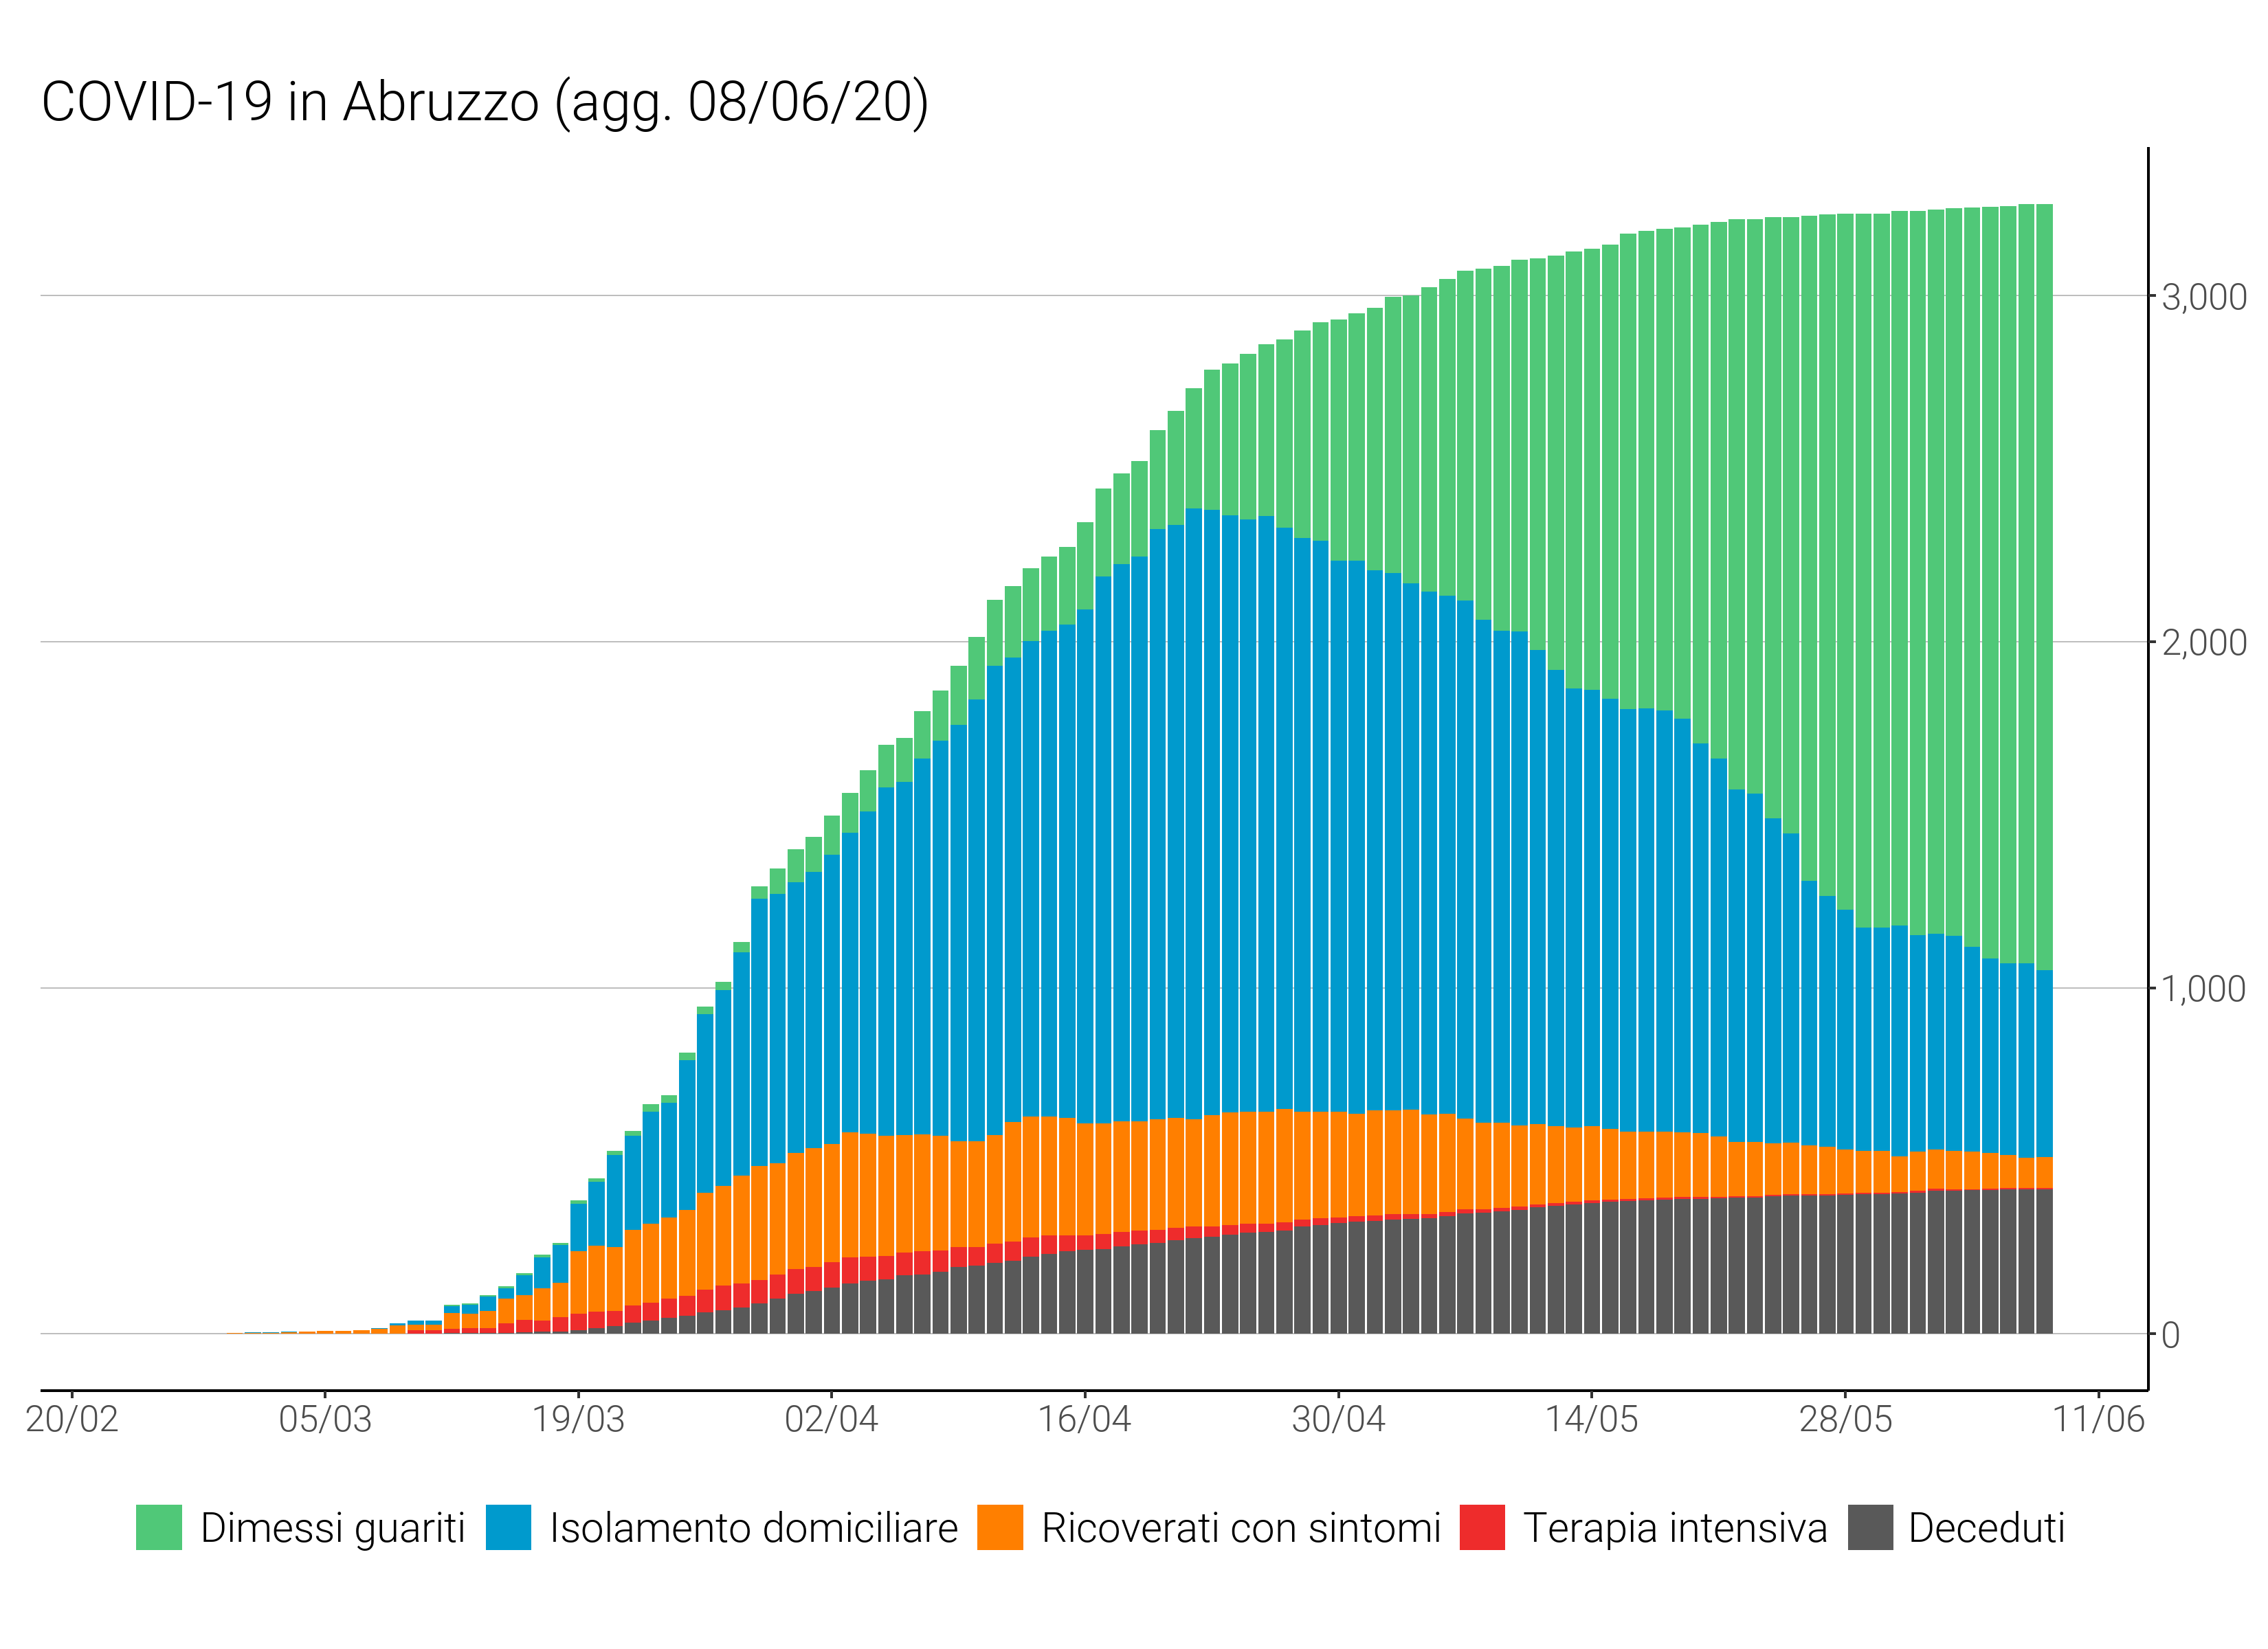 COVID-19 in Abruzzo (agg. 08/06/20)
3,000
2,000
1,000
0
20/02 05/03 19/03 02/04 16/04 30/04 14/05 28/05 11/06
Dimessi guariti Isolamento domiciliare Ricoverati con sintomi Terapia intensiva Deceduti